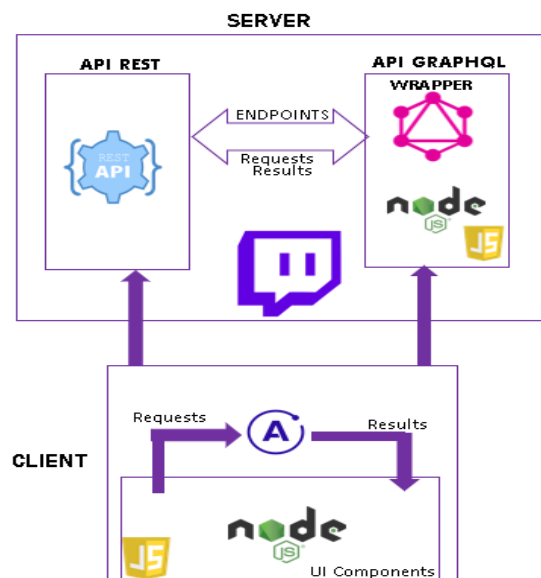 SERVER
API REST
API GRAPHQL
WRAPPER
ENDPOINTS
REST
API
Requests
Results
node
JS
JS
Requests
Results
A
CLIENT
node
JS
JS
UI Components